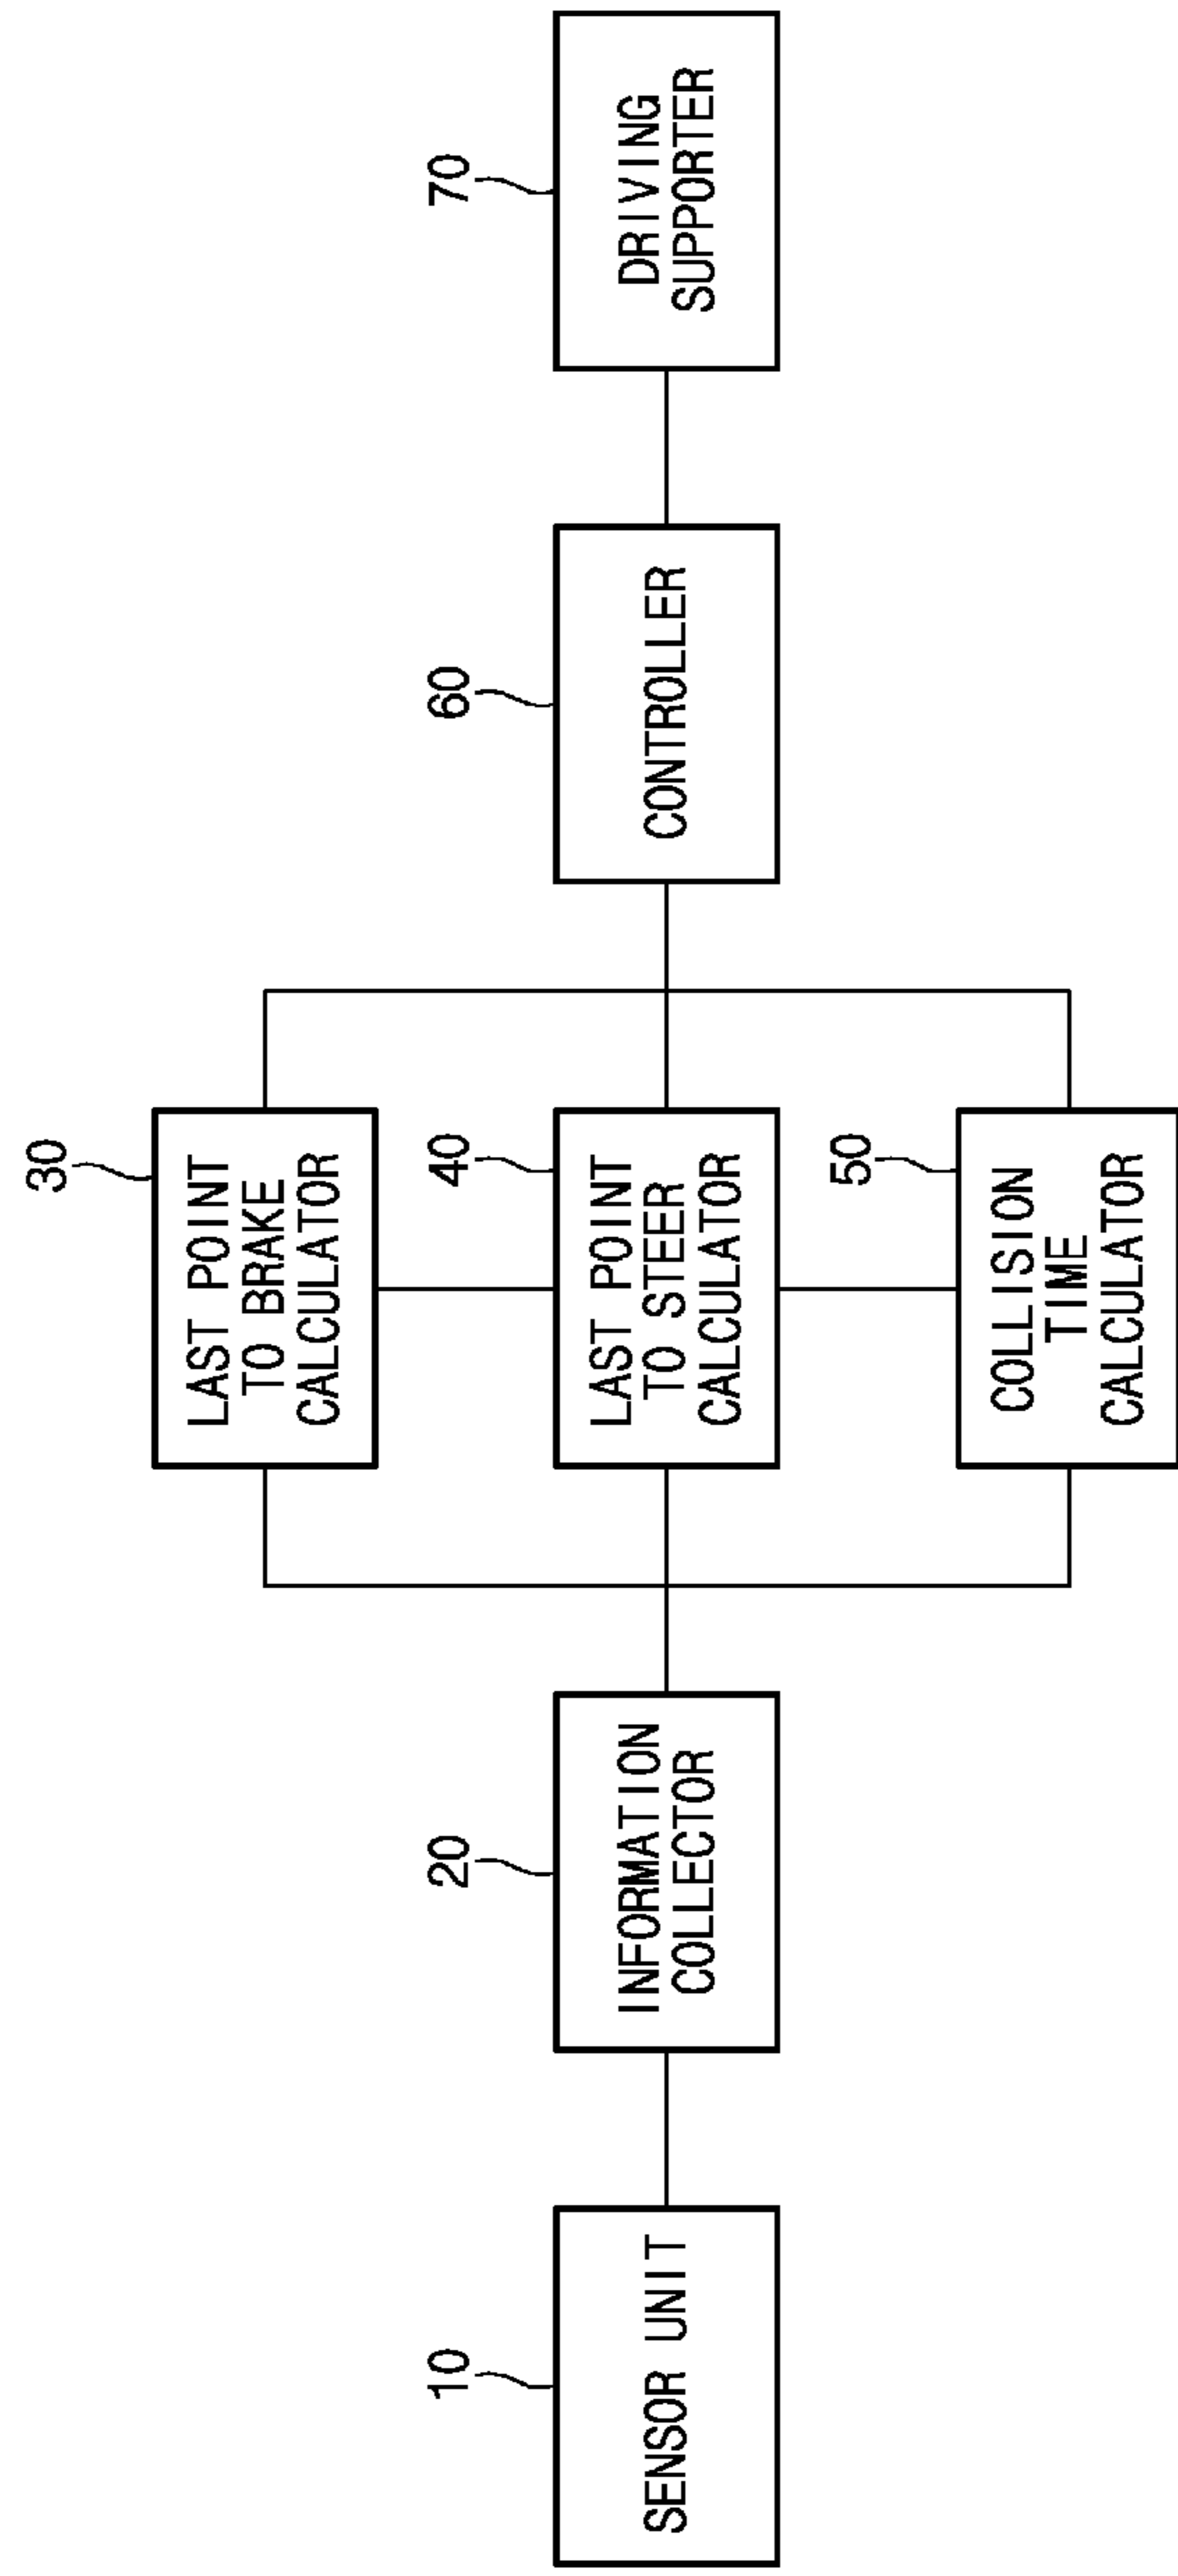 10
SENSOR UNIT
20
INFORMATION
COLLECTOR
30
LAST POINT
TO BRAKE
CALCULATOR
40
LAST POINT
TO STEER
CALCULATOR
50
COLLISION
TIME
CALCULATOR
60
CONTROLLER
70
DRIVING
SUPPORTER